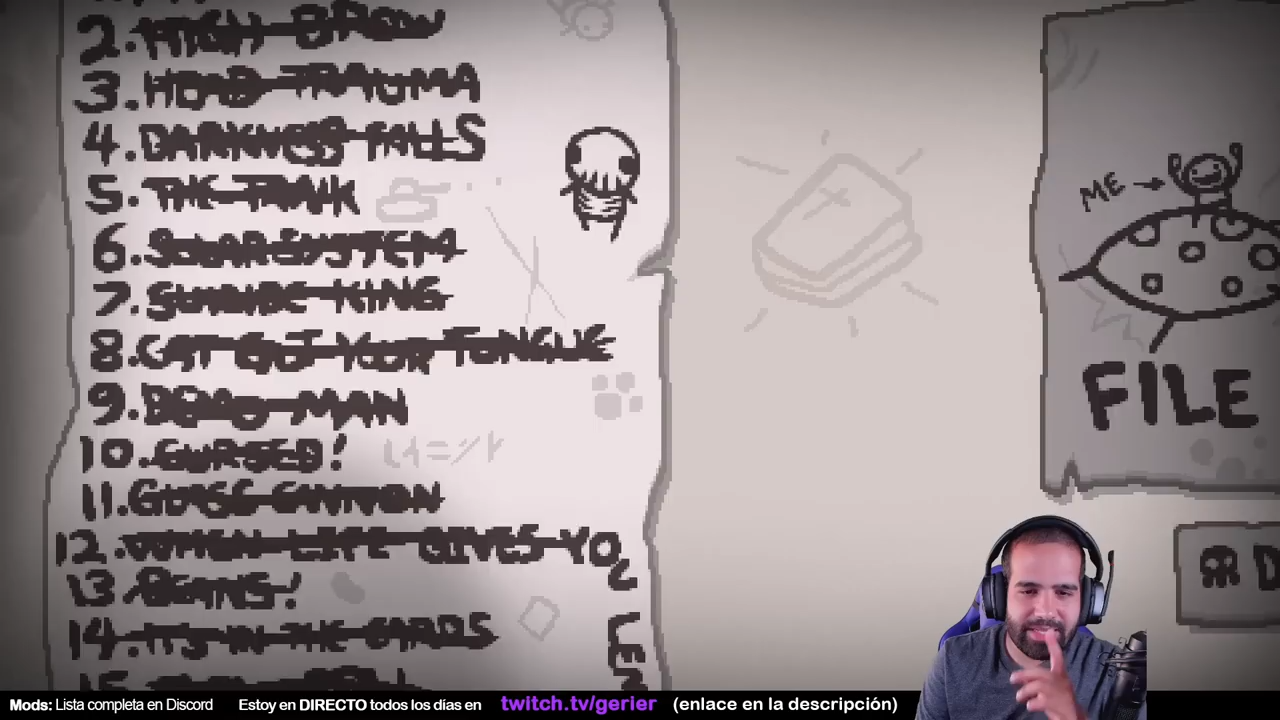 2. HIGH BROW
3. HEAD TRAUMA
4. DARKNESS FALLS
5. THE TANK
6. SOLAR SYSTEM
7. SUICIDE KING
8. CAT GOT YOUR TONGUE
9. DEMO MAN
10. CURSED!
11. GLASS CANNON
12. WHEN LIFE GIVES YOU LEM
13 BEANS!
14. IT'S IN THE CARDS
15.
ME
FILE
D
Mods: Lista completa en Discord Estoy en DIRECTO todos los días en twitch.tv/gerier (enlace en la descripción)